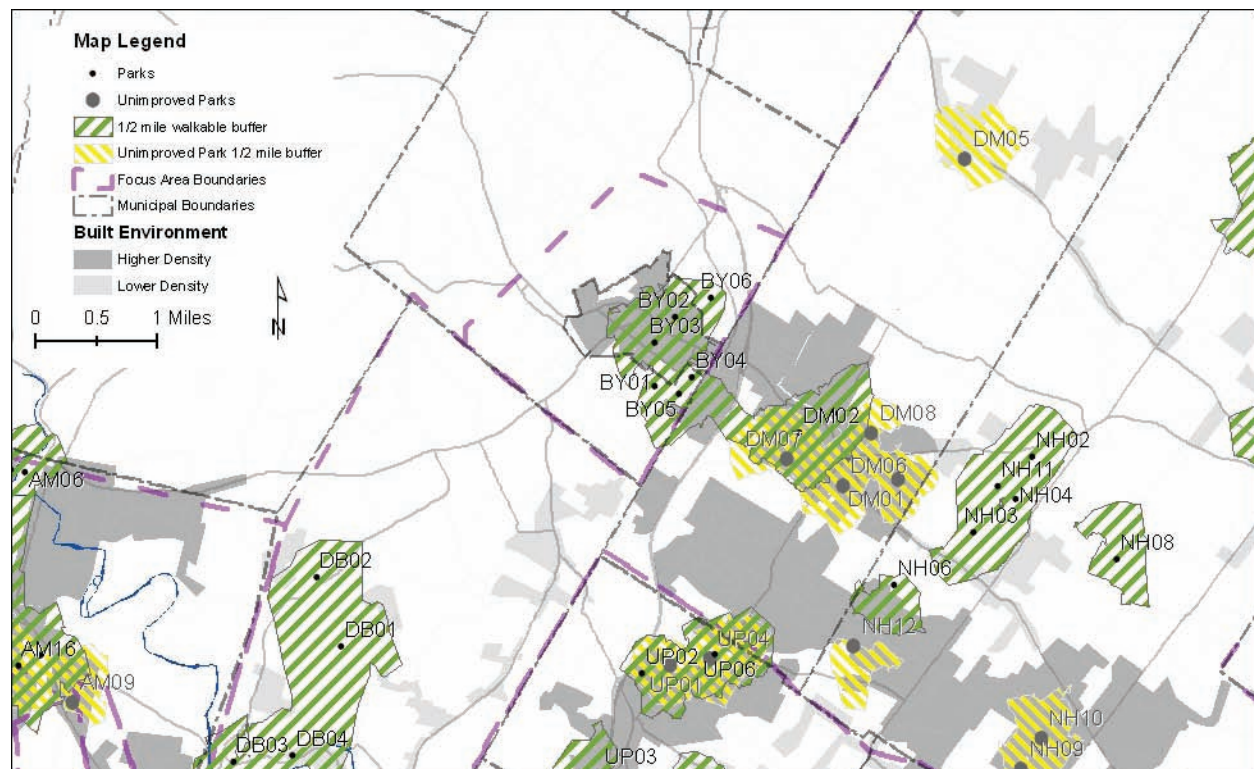 Map Legend
Parks
Unimproved Parks
1/2 mile walkable buffer
Unimproved Park 1/2 mile buffer
Focus Area Boundaries
Municipal Boundaries
Built Environment
Higher Density
Lower Density
0 0.5 1 Miles
N
DM05
BY06
BY02
BY03
BY04
BY01
BY05
DM02
DM08
DM07
DM06
DM01
NH02
NH11
NH04
NH03
NH08
NH06
NH12
AM06
DB02
DB01
AM16
AM09
DB03
DB04
UP04
UP02
UP06
UP01
UP03
NH10
NH09